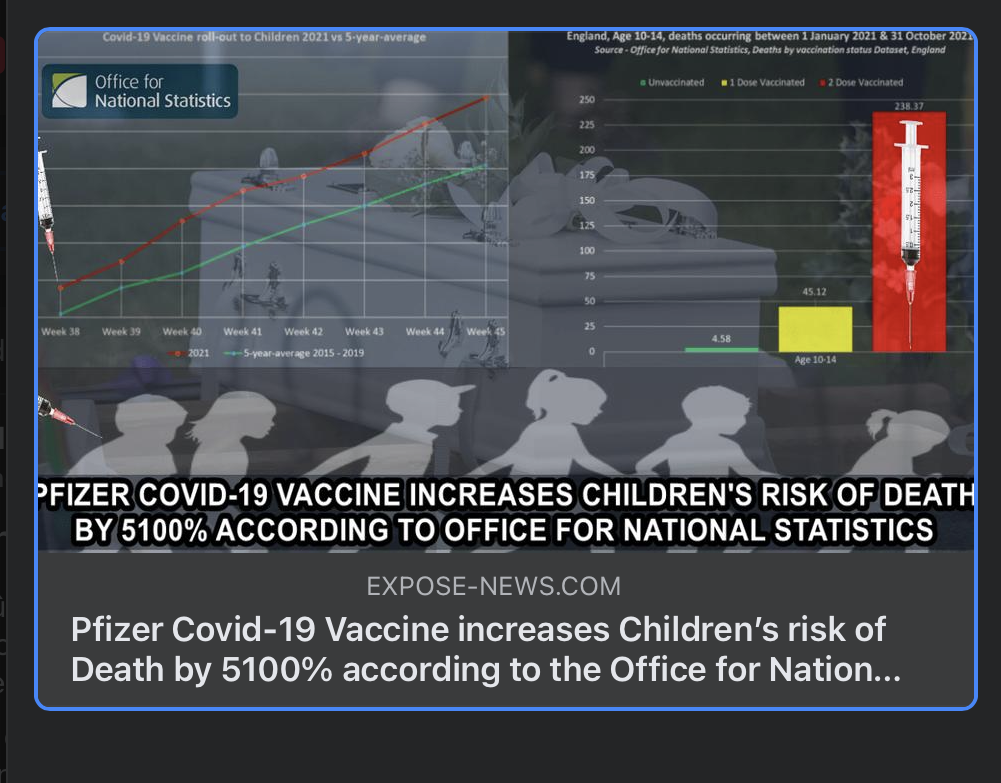 Covid-19 Vaccine roll-out to Children 2021 vs 5-year-average
Office for
National Statistics
Week 38 Week 39 Week 40 Week 41 Week 42 Week 43 Week 44 Week 45
2021 5-year-average 2015 - 2019
England, Age 10-14, deaths occurring between 1 January 2021 & 31 October 2021
Source - Office for National Statistics, Deaths by vaccination status Dataset, England
Unvaccinated 1 Dose Vaccinated 2 Dose Vaccinated
250
225
200
175
150
125
100
75
50
25
0
4.58
45.12
238.37
Age 10-14
PFIZER COVID-19 VACCINE INCREASES CHILDREN'S RISK OF DEATH
BY 5100% ACCORDING TO OFFICE FOR NATIONAL STATISTICS
EXPOSE-NEWS.COM
Pfizer Covid-19 Vaccine increases Children’s risk of
Death by 5100% according to the Office for Nation...